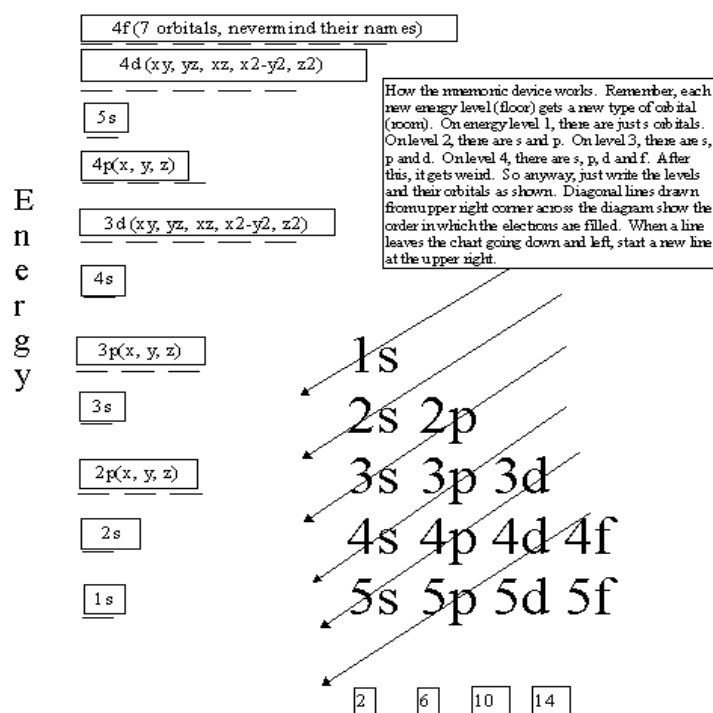 4f (7 orbitals, nevermind their names)
4d (xy, yz, xz, x2-y2, z2)
5s
4p(x, y, z)
3d (xy, yz, xz, x2-y2, z2)
4s
3p(x, y, z)
3s
2p(x, y, z)
2s
1s
Energy
How the mnemonic device works. Remember, each
new energy level (floor) gets a new type of orbital
(room). On energy level 1, there are just s orbitals.
On level 2, there are s and p. On level 3, there are s,
p and d. On level 4, there are s, p, d and f. After
this, it gets weird. So anyway, just write the levels
and their orbitals as shown. Diagonal lines drawn
from upper right corner across the diagram show the
order in which the electrons are filled. When a line
leaves the chart going down and left, start a new line
at the upper right.
1s
2s 2p
3s 3p 3d
4s 4p 4d 4f
5s 5p 5d 5f
2 6 10 14